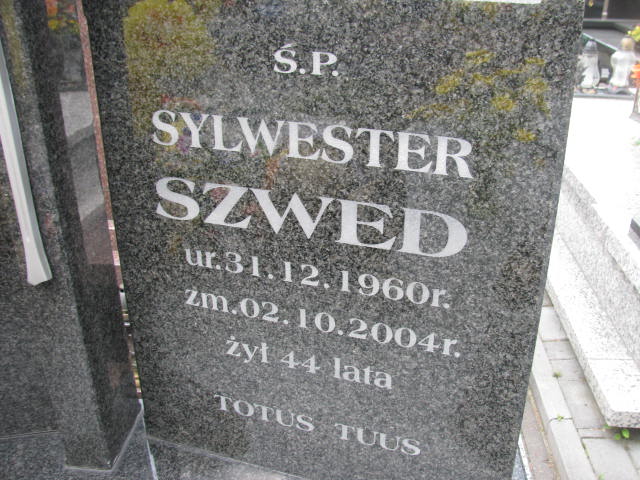 Ś.P.
SYLWESTER
SZWED
ur.31.12.1960r.
zm.02.10.2004r.
żył 44 lata
TOTUS TUUS